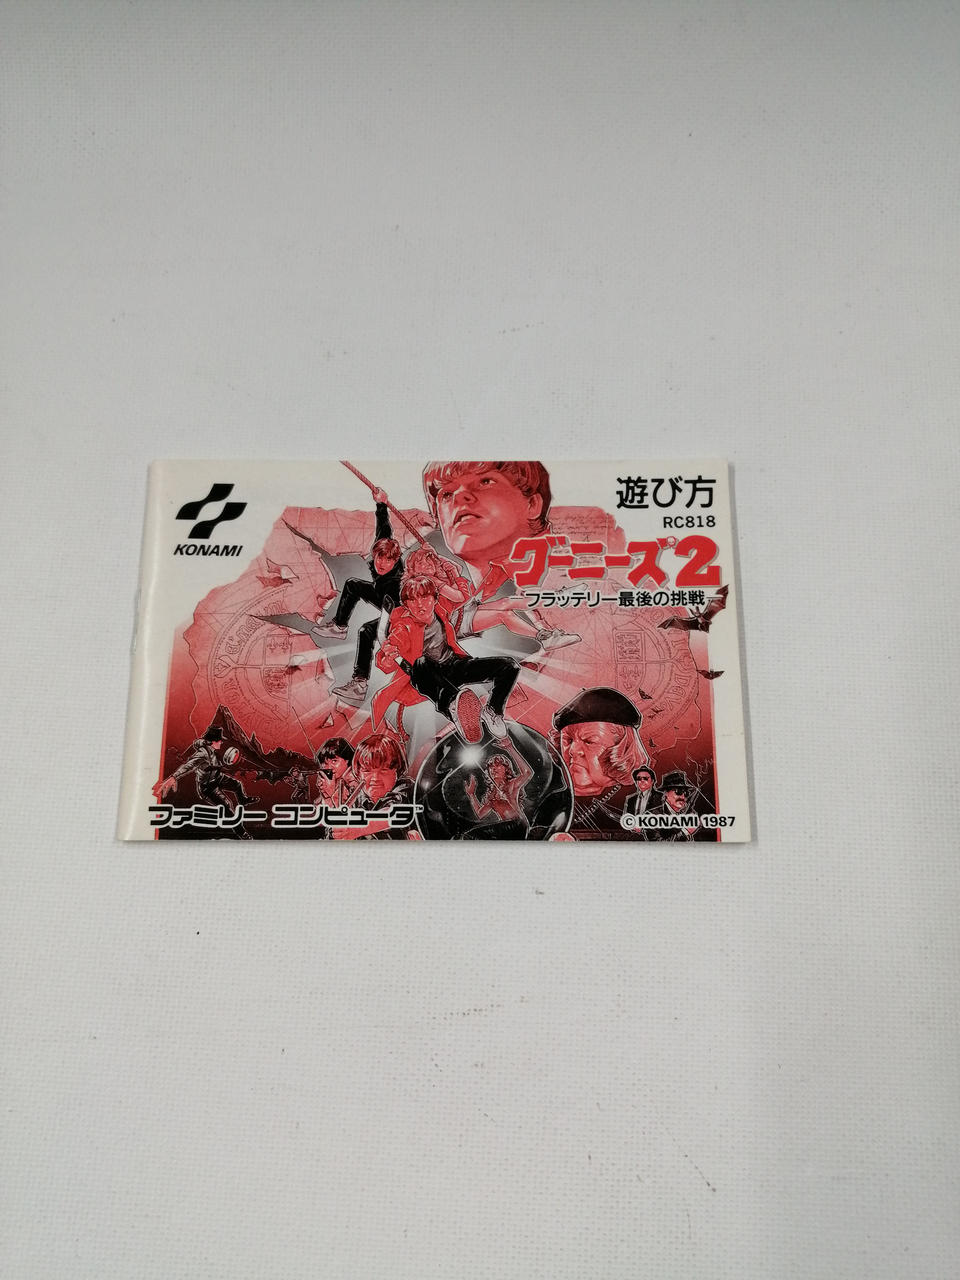 KONAMI
遊び方
RC818
グーニーズ2
フラッテリー最後の挑戦
ファミリー コンピュータ
© KONAMI 1987